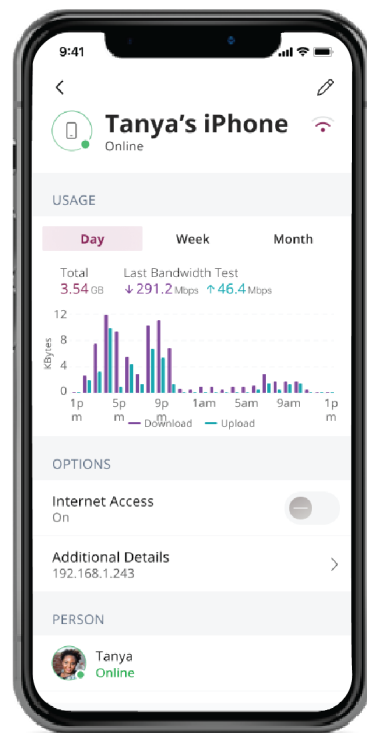 9:41
Tanya's iPhone
Online
USAGE
Day Week Month
Total Last Bandwidth Test
3.54 GB ↓ 291.2 Mbps ↑ 46.4 Mbps
12
8
4
0
KBytes
1p 5p 9p 1am 5am 9am 1p
m m m m
Download Upload
OPTIONS
Internet Access
On
Additional Details
192.168.1.243
PERSON
Tanya
Online